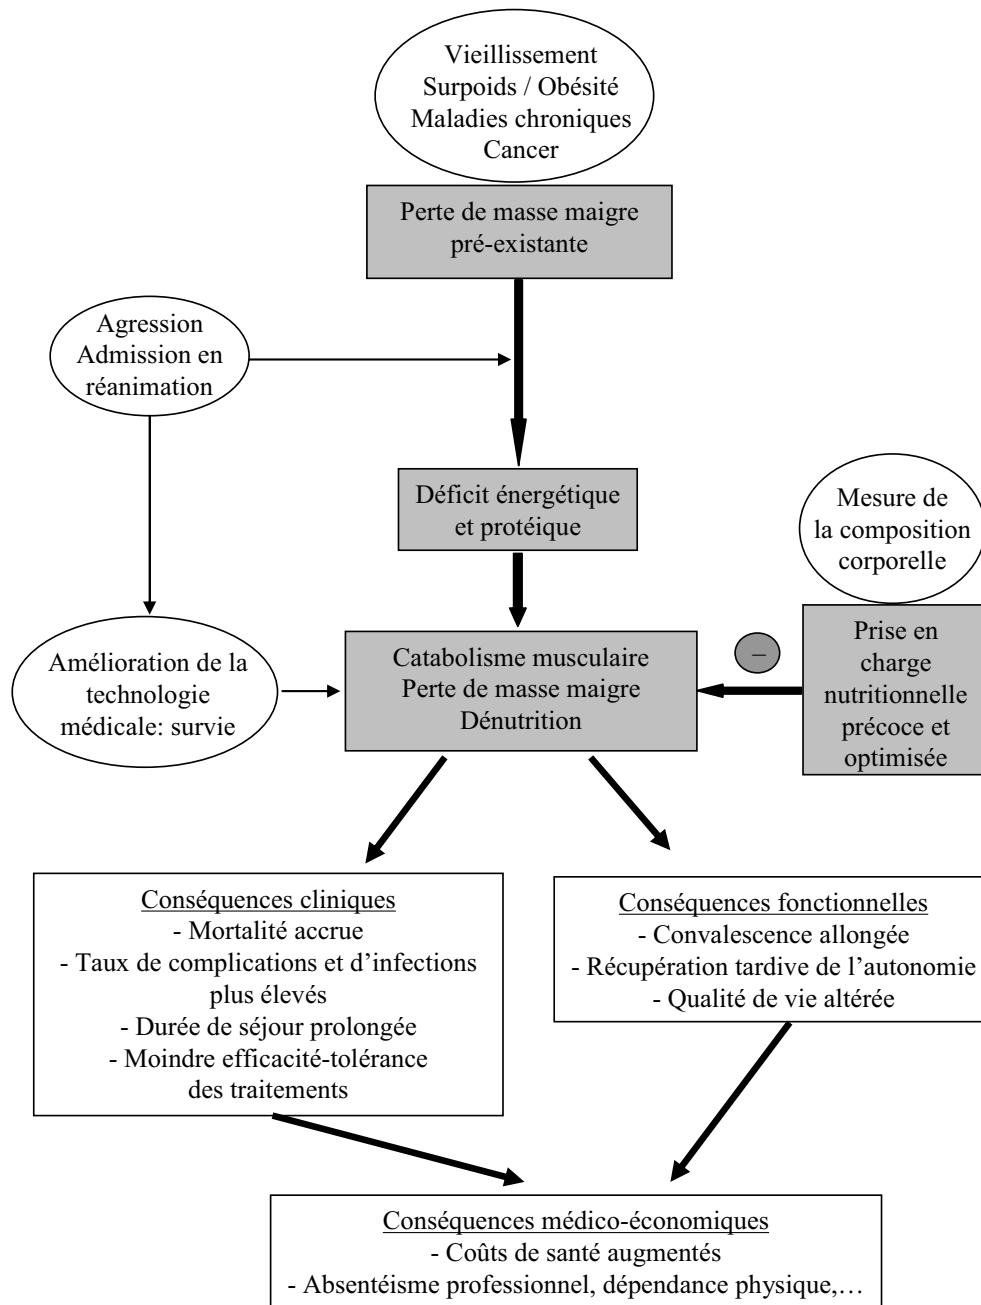 Vieillissement
Surpoids / Obésité
Maladies chroniques
Cancer
Perte de masse maigre
pré-existante
Agression
Admission en
réanimation
Déficit énergétique
et protéique
Mesure de
la composition
corporelle
Amélioration de la
technologie
médicale: survie
Catabolisme musculaire
Perte de masse maigre
Dénutrition
–
Prise en
charge
nutritionnelle
précoce et
optimisée
Conséquences cliniques
- Mortalité accrue
- Taux de complications et d’infections
plus élevés
- Durée de séjour prolongée
- Moindre efficacité-tolérance
des traitements
Conséquences fonctionnelles
- Convalescence allongée
- Récupération tardive de l’autonomie
- Qualité de vie altérée
Conséquences médico-économiques
- Coûts de santé augmentés
- Absentéisme professionnel, dépendance physique,…